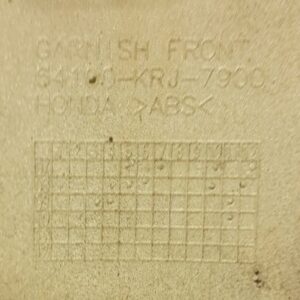 GARNISH FRONT
64100-KRJ-7900
HONDA >ABS<